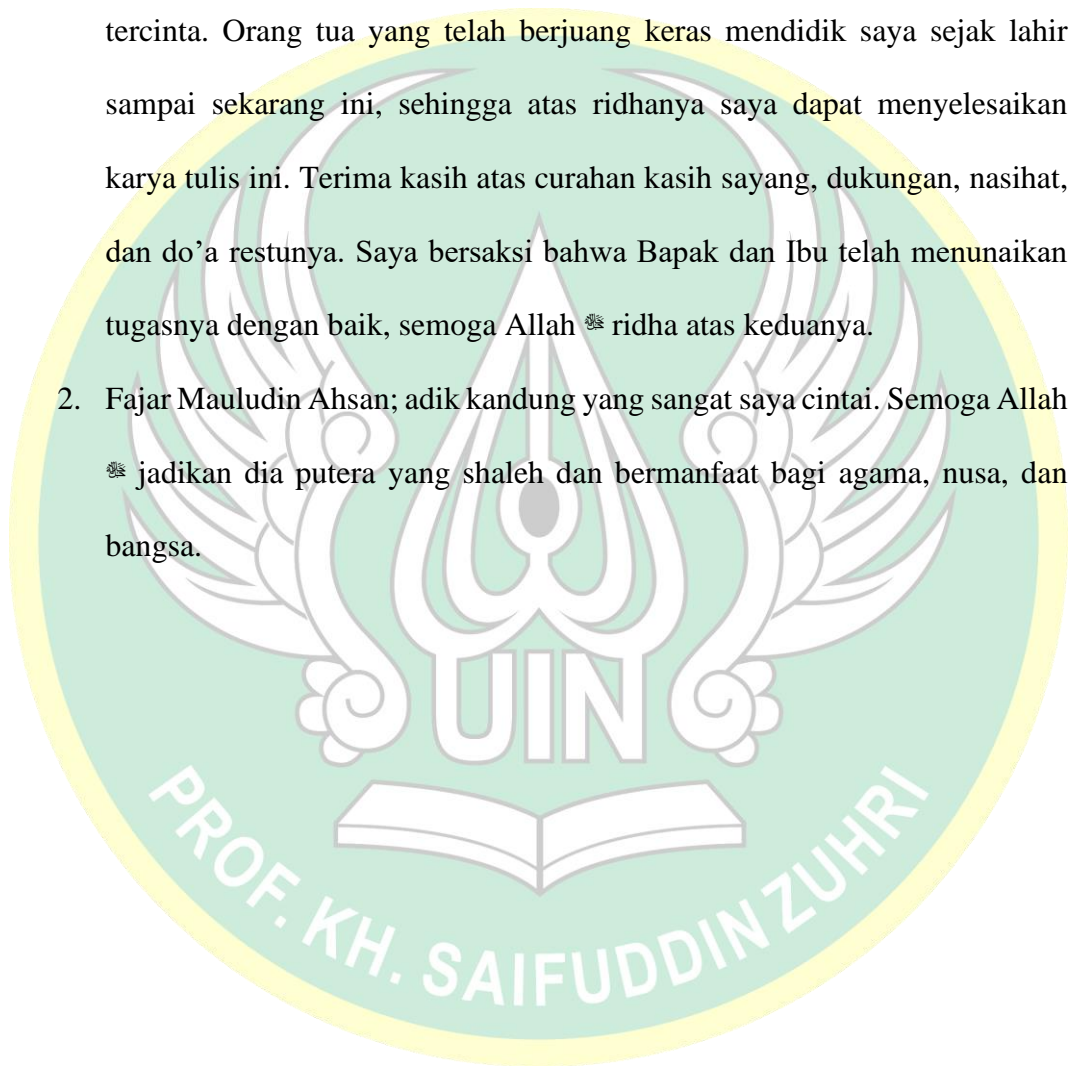 tercinta. Orang tua yang telah berjuang keras mendidik saya sejak lahir
sampai sekarang ini, sehingga atas ridhanya saya dapat menyelesaikan
karya tulis ini. Terima kasih atas curahan kasih sayang, dukungan, nasihat,
dan do’a restunya. Saya bersaksi bahwa Bapak dan Ibu telah menunaikan
tugasnya dengan baik, semoga Allah ﷻ ridha atas keduanya.
2. Fajar Mauludin Ahsan; adik kandung yang sangat saya cintai. Semoga Allah
ﷻ jadikan dia putera yang shaleh dan bermanfaat bagi agama, nusa, dan
bangsa.
UIN
PROF. KH. SAIFUDDIN ZUHRI